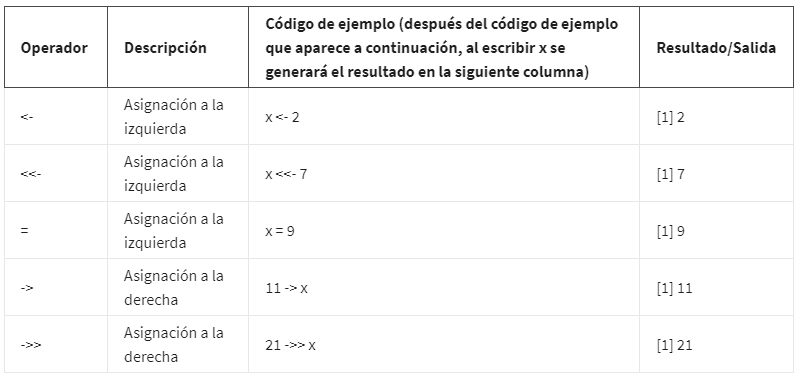 Operador Descripción Código de ejemplo (después del código de ejemplo que aparece a continuación, al escribir x se generará el resultado en la siguiente columna) Resultado/Salida
<- Asignación a la izquierda x <- 2 [1] 2
<<- Asignación a la izquierda x <<- 7 [1] 7
= Asignación a la izquierda x = 9 [1] 9
-> Asignación a la derecha 11 -> x [1] 11
->> Asignación a la derecha 21 ->> x [1] 21